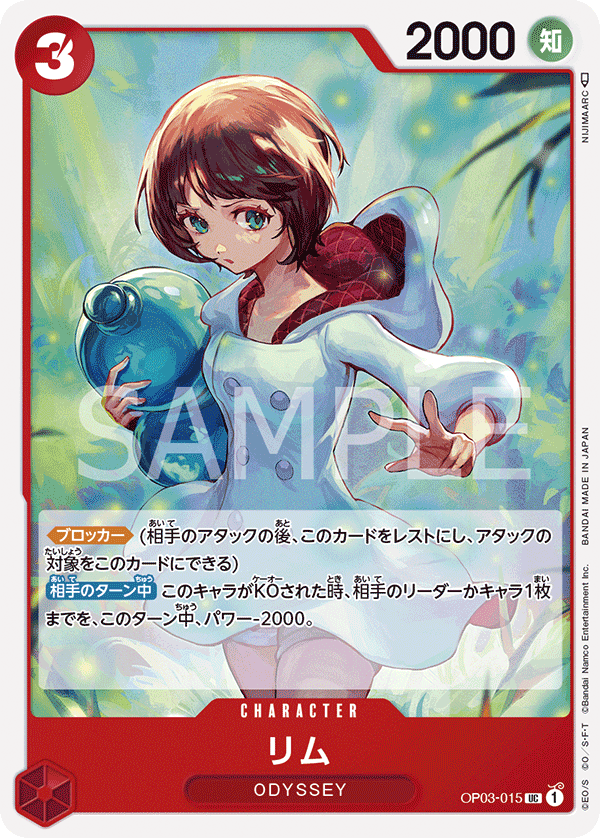 3
2000
知
NIJIMAARC
SAMPLE
BANDAI MADE IN JAPAN
ブロッカー (相手のアタックの後、このカードをレストにし、アタックの
対象をこのカードにできる)
相手のターン中 このキャラがKOされた時、相手のリーダーかキャラ1枚
までを、このターン中、パワー-2000。
CHARACTER
リム
ODYSSEY
OP03-015 UC 1
©EO/S ©O/S・F・T ©Bandai Namco Entertainment Inc.